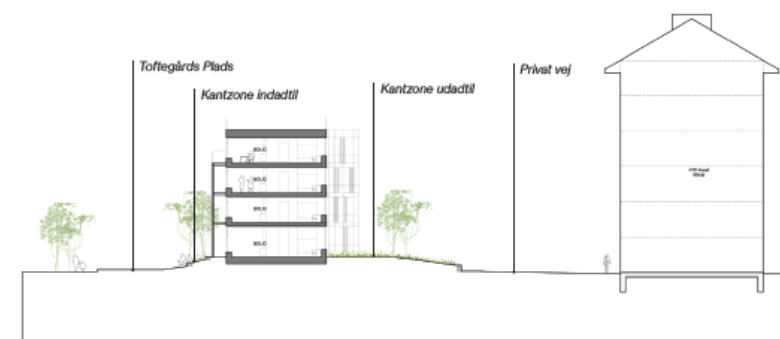 Toftegårds Plads
Kantzone indadtil
Kantzone udadtil
Privat vej
BOLIG
BOLIG
BOLIG
BOLIG